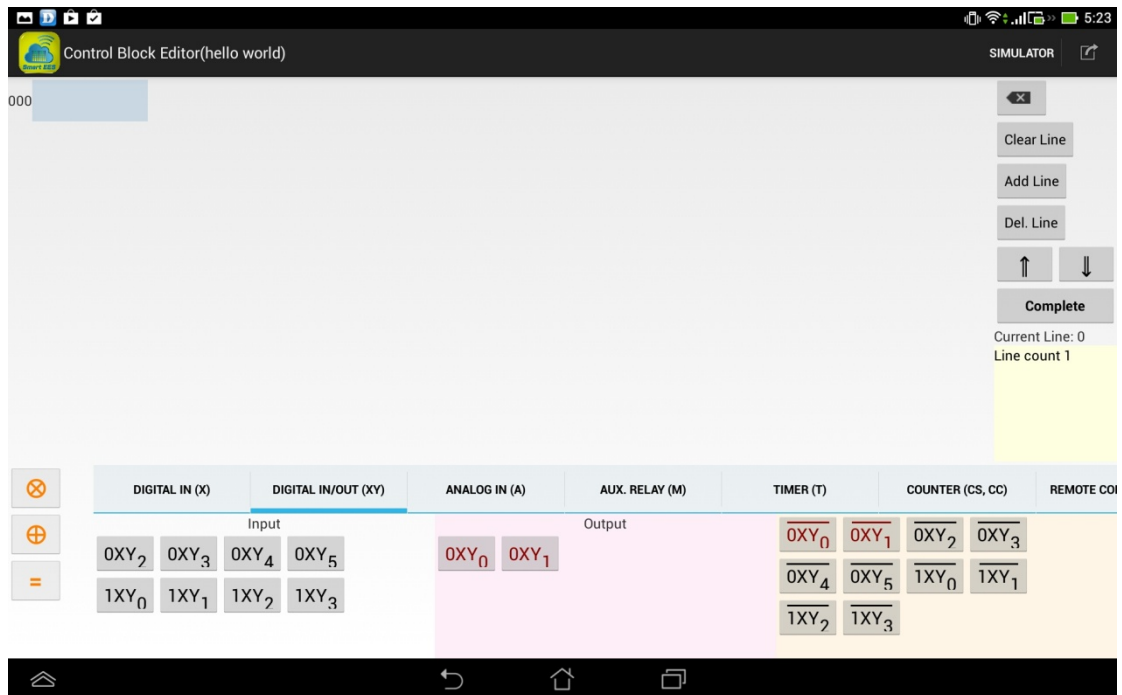 5:23
Smart EES
Control Block Editor(hello world)
SIMULATOR
000
Clear Line
Add Line
Del. Line
⇑ ⇓
Complete
Current Line: 0
Line count 1
⊗
DIGITAL IN (X) DIGITAL IN/OUT (XY) ANALOG IN (A) AUX. RELAY (M) TIMER (T) COUNTER (CS, CC) REMOTE CO
⊕
=
Input
0XY₂ 0XY₃ 0XY₄ 0XY₅
1XY₀ 1XY₁ 1XY₂ 1XY₃
Output
0XY₀ 0XY₁
0XY₀ 0XY₁ 0XY₂ 0XY₃
0XY₄ 0XY₅ 1XY₀ 1XY₁
1XY₂ 1XY₃